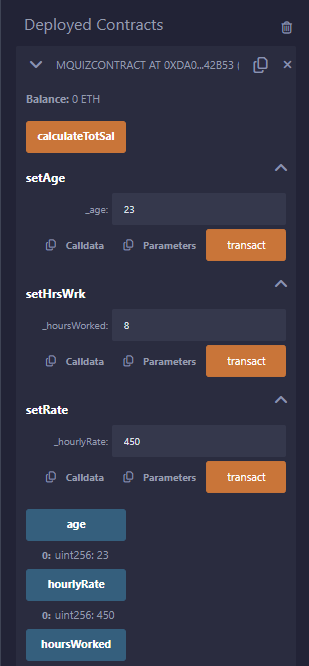 Deployed Contracts
MQUIZCONTRACT AT 0XDA0...42B53 (
Balance: 0 ETH
calculateTotSal
setAge
_age: 23
Calldata Parameters transact
setHrsWrk
_hoursWorked: 8
Calldata Parameters transact
setRate
_hourlyRate: 450
Calldata Parameters transact
age
0: uint256: 23
hourlyRate
0: uint256: 450
hoursWorked